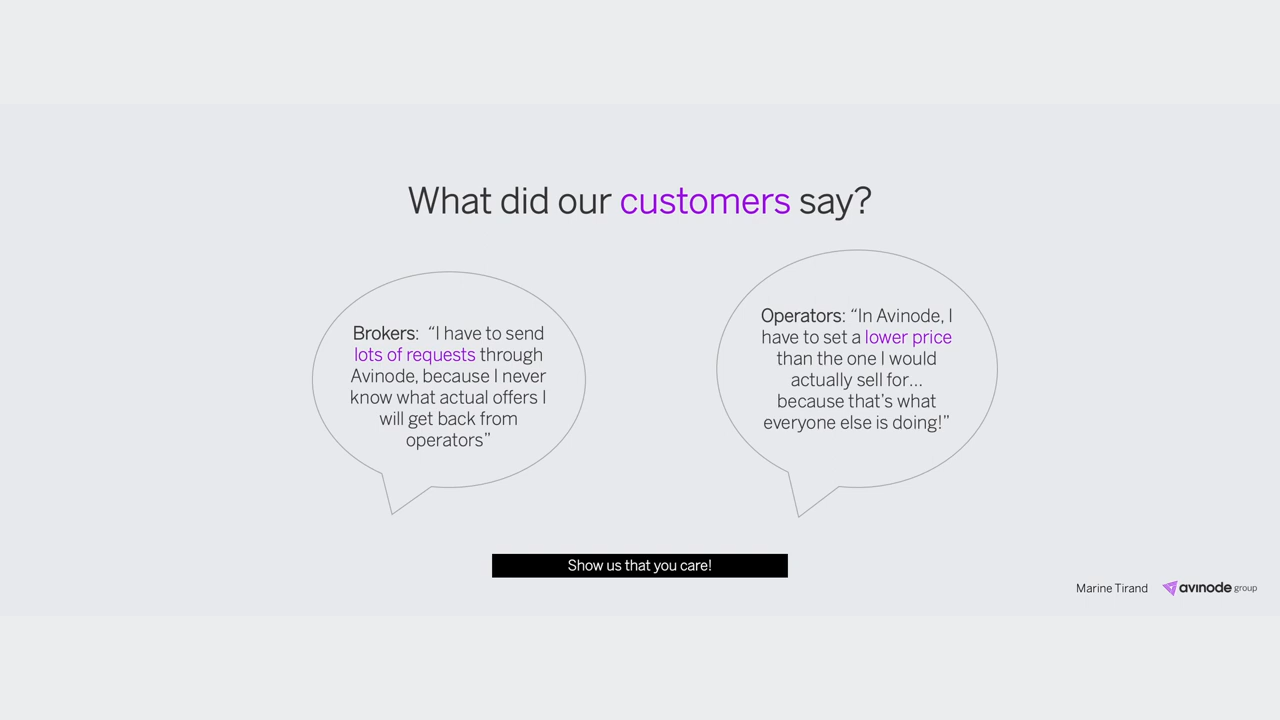 What did our customers say?
Brokers:  “I have to send
lots of requests through
Avinode, because I never
know what actual offers I
will get back from
operators”
Operators: “In Avinode, I
have to set a lower price
than the one I would
actually sell for...
because that’s what
everyone else is doing!”
Show us that you care!
Marine Tirand
avinode group